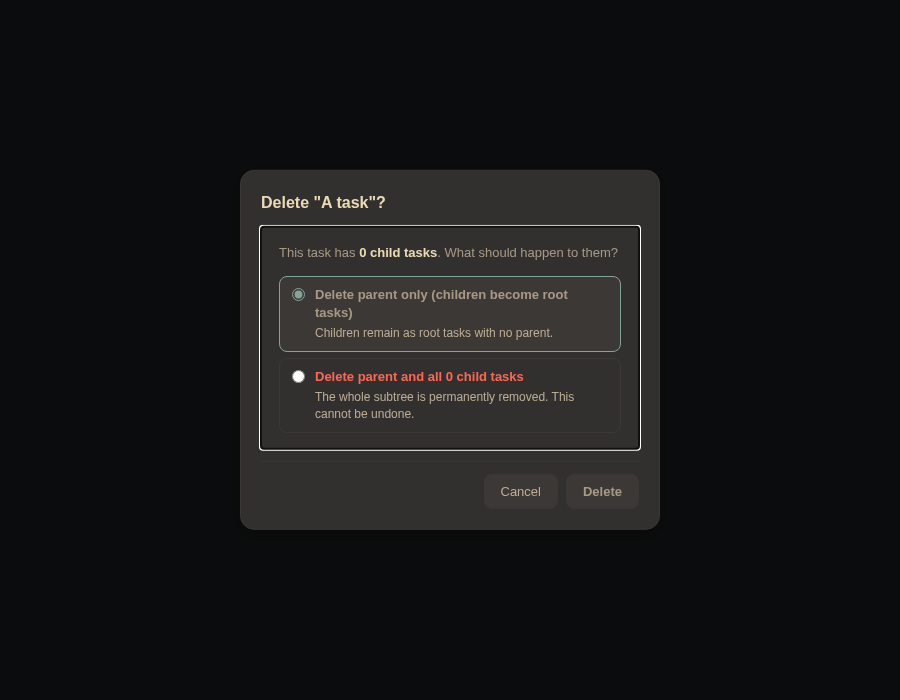 Delete "A task"?
This task has 0 child tasks. What should happen to them?
Delete parent only (children become root
tasks)
Children remain as root tasks with no parent.
Delete parent and all 0 child tasks
The whole subtree is permanently removed. This
cannot be undone.
Cancel Delete